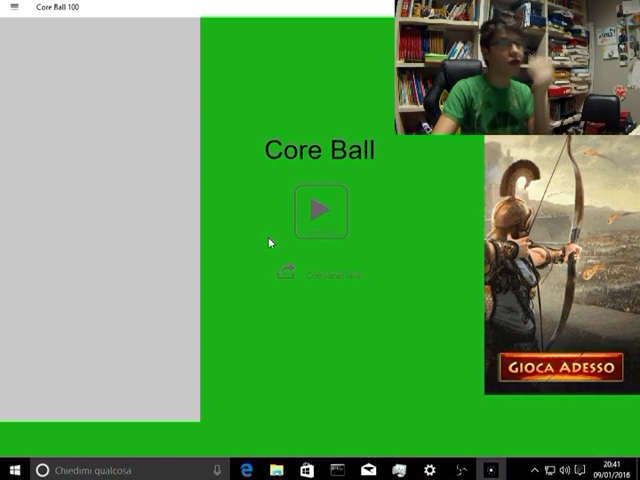 Core Ball 100
Core Ball
GIOCA ADESSO
Chiedimi qualcosa
20:41
09/01/2016